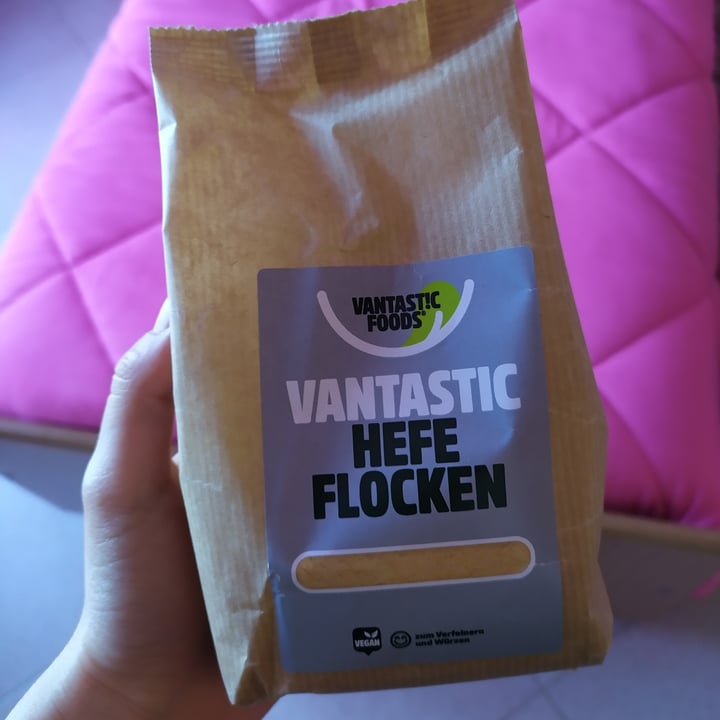 VANTASTIC
FOODS®
VANTASTIC
HEFE
FLOCKEN
VEGAN
zum Verfeinern
und Würzen